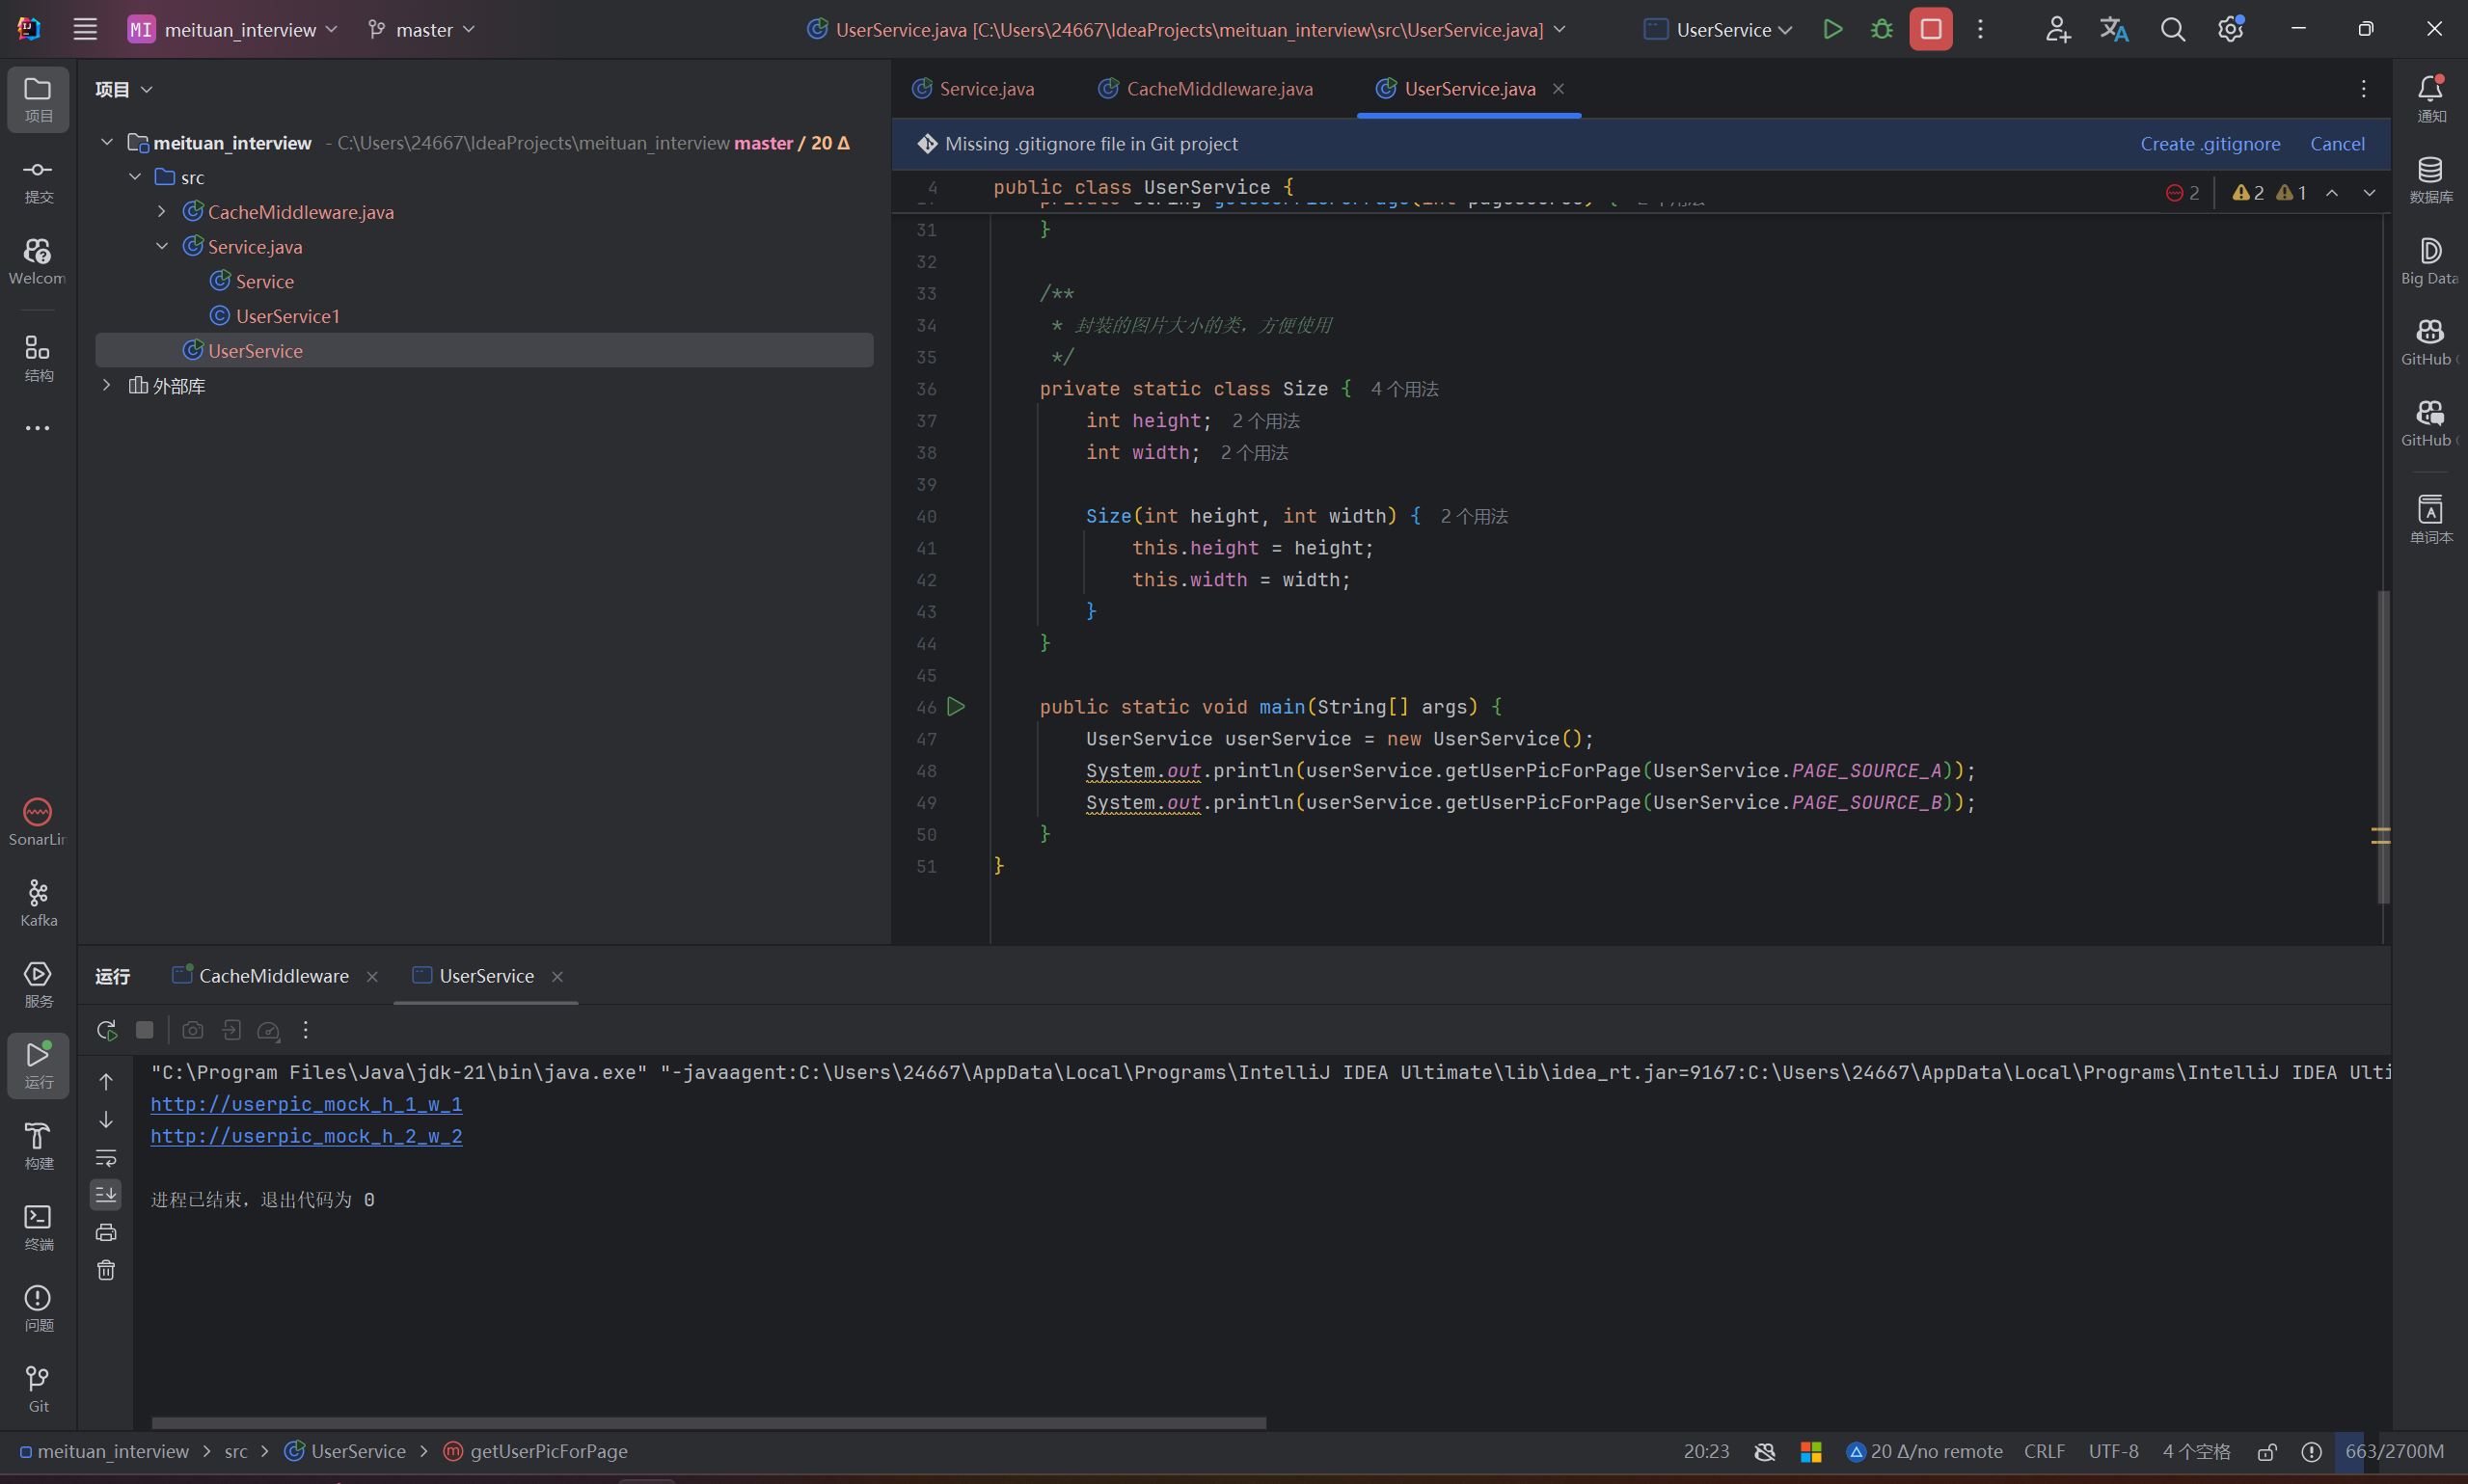 MI meituan_interview master UserService.java [C:\Users\24667\IdeaProjects\meituan_interview\src\UserService.java] UserService
项目
提交
Welcom
结构
SonarLin
Kafka
服务
运行
构建
终端
问题
Git
项目
meituan_interview - C:\Users\24667\IdeaProjects\meituan_interview master / 20 Δ
src
CacheMiddleware.java
Service.java
Service
UserService1
UserService
外部库
Service.java CacheMiddleware.java UserService.java
Missing .gitignore file in Git project Create .gitignore Cancel
4 public class UserService {
2 2 1
31 }
32
33 /**
34 * 封装的图片大小的类，方便使用
35 */
36 private static class Size { 4 个用法
37 int height; 2 个用法
38 int width; 2 个用法
39
40 Size(int height, int width) { 2 个用法
41 this.height = height;
42 this.width = width;
43 }
44 }
45
46 public static void main(String[] args) {
47 UserService userService = new UserService();
48 System.out.println(userService.getUserPicForPage(UserService.PAGE_SOURCE_A));
49 System.out.println(userService.getUserPicForPage(UserService.PAGE_SOURCE_B));
50 }
51 }
通知
数据库
Big Data
GitHub
GitHub
单词本
运行 CacheMiddleware UserService
"C:\Program Files\Java\jdk-21\bin\java.exe" "-javaagent:C:\Users\24667\AppData\Local\Programs\IntelliJ IDEA Ultimate\lib\idea_rt.jar=9167:C:\Users\24667\AppData\Local\Programs\IntelliJ IDEA Ulti
http://userpic_mock_h_1_w_1
http://userpic_mock_h_2_w_2
进程已结束，退出代码为 0
meituan_interview > src > UserService > getUserPicForPage 20:23 20 Δ/no remote CRLF UTF-8 4 个空格 663/2700M